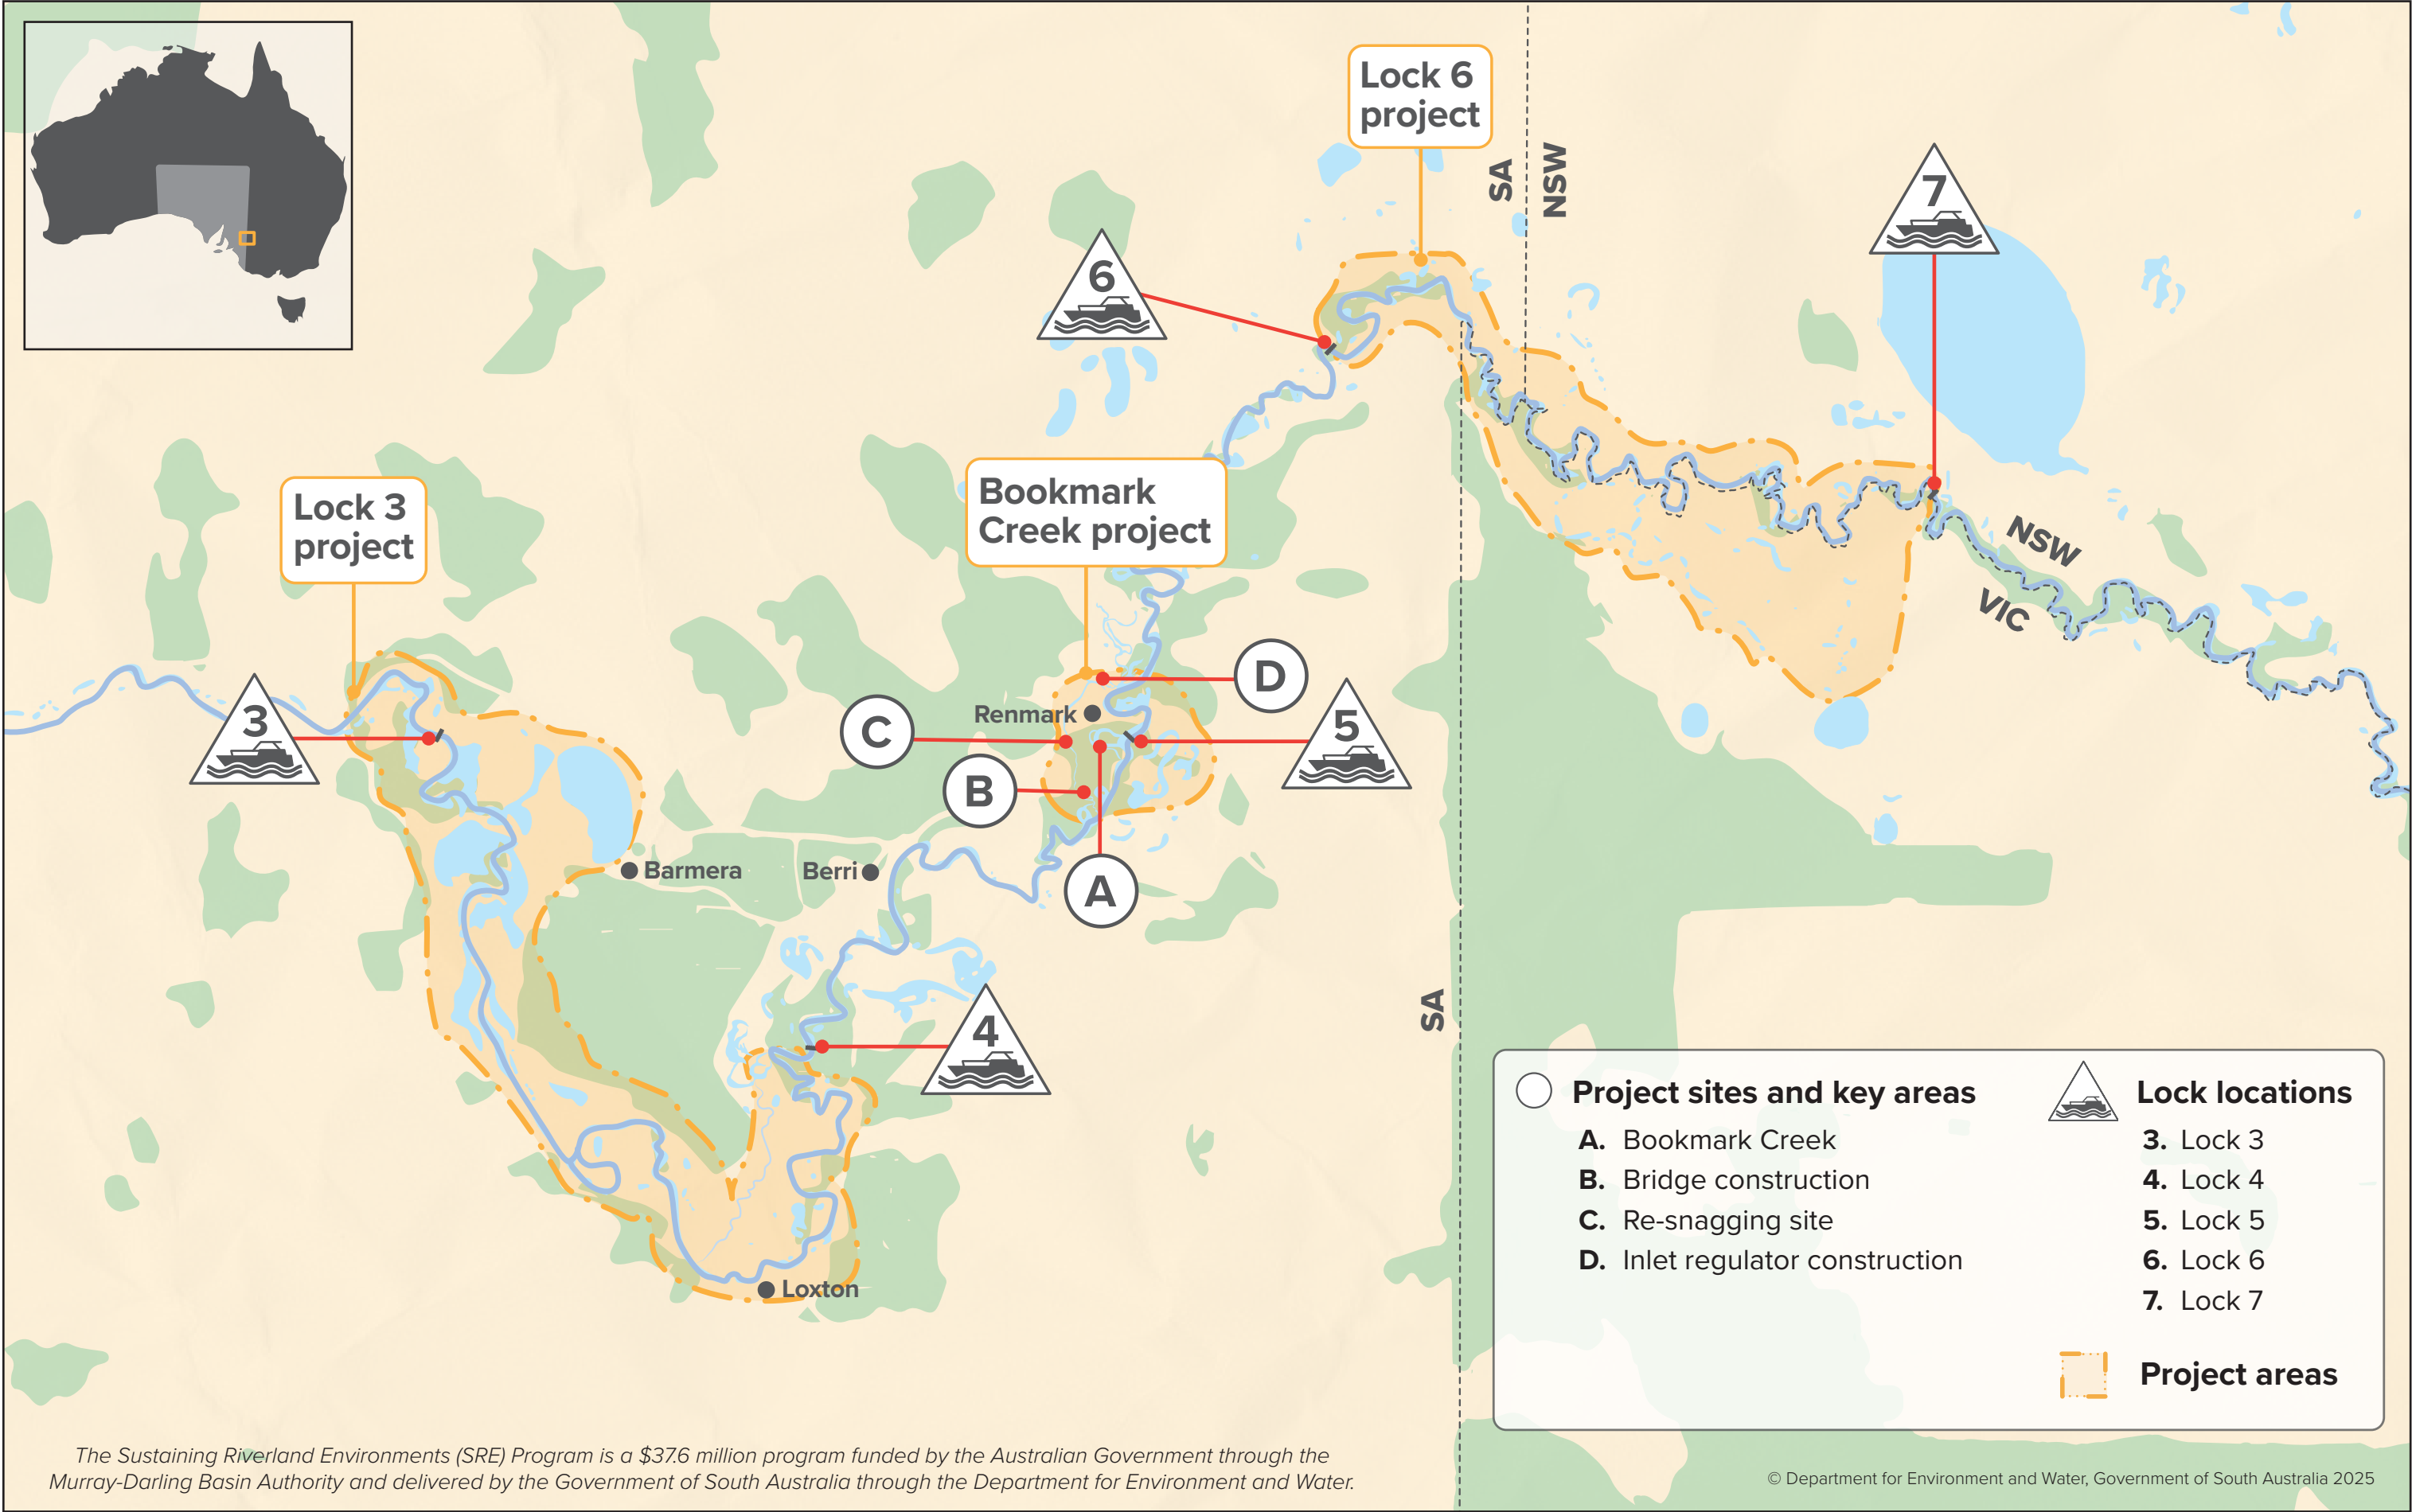 Lock 6
project
SA
NSW
7
6
Lock 3
project
Bookmark
Creek project
NSW
VIC
D
Renmark
C
3
5
B
Barmera
Berri
A
SA
4
Loxton
Project sites and key areas
A. Bookmark Creek
B. Bridge construction
C. Re-snagging site
D. Inlet regulator construction
Lock locations
3. Lock 3
4. Lock 4
5. Lock 5
6. Lock 6
7. Lock 7
Project areas
The Sustaining Riverland Environments (SRE) Program is a $37.6 million program funded by the Australian Government through the
Murray-Darling Basin Authority and delivered by the Government of South Australia through the Department for Environment and Water.
© Department for Environment and Water, Government of South Australia 2025